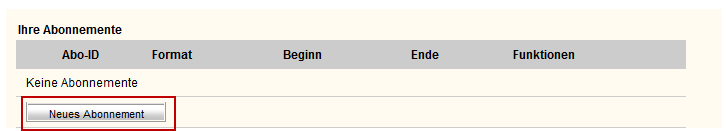 Ihre Abonnemente
Abo-ID Format Beginn Ende Funktionen
Keine Abonnemente
Neues Abonnement